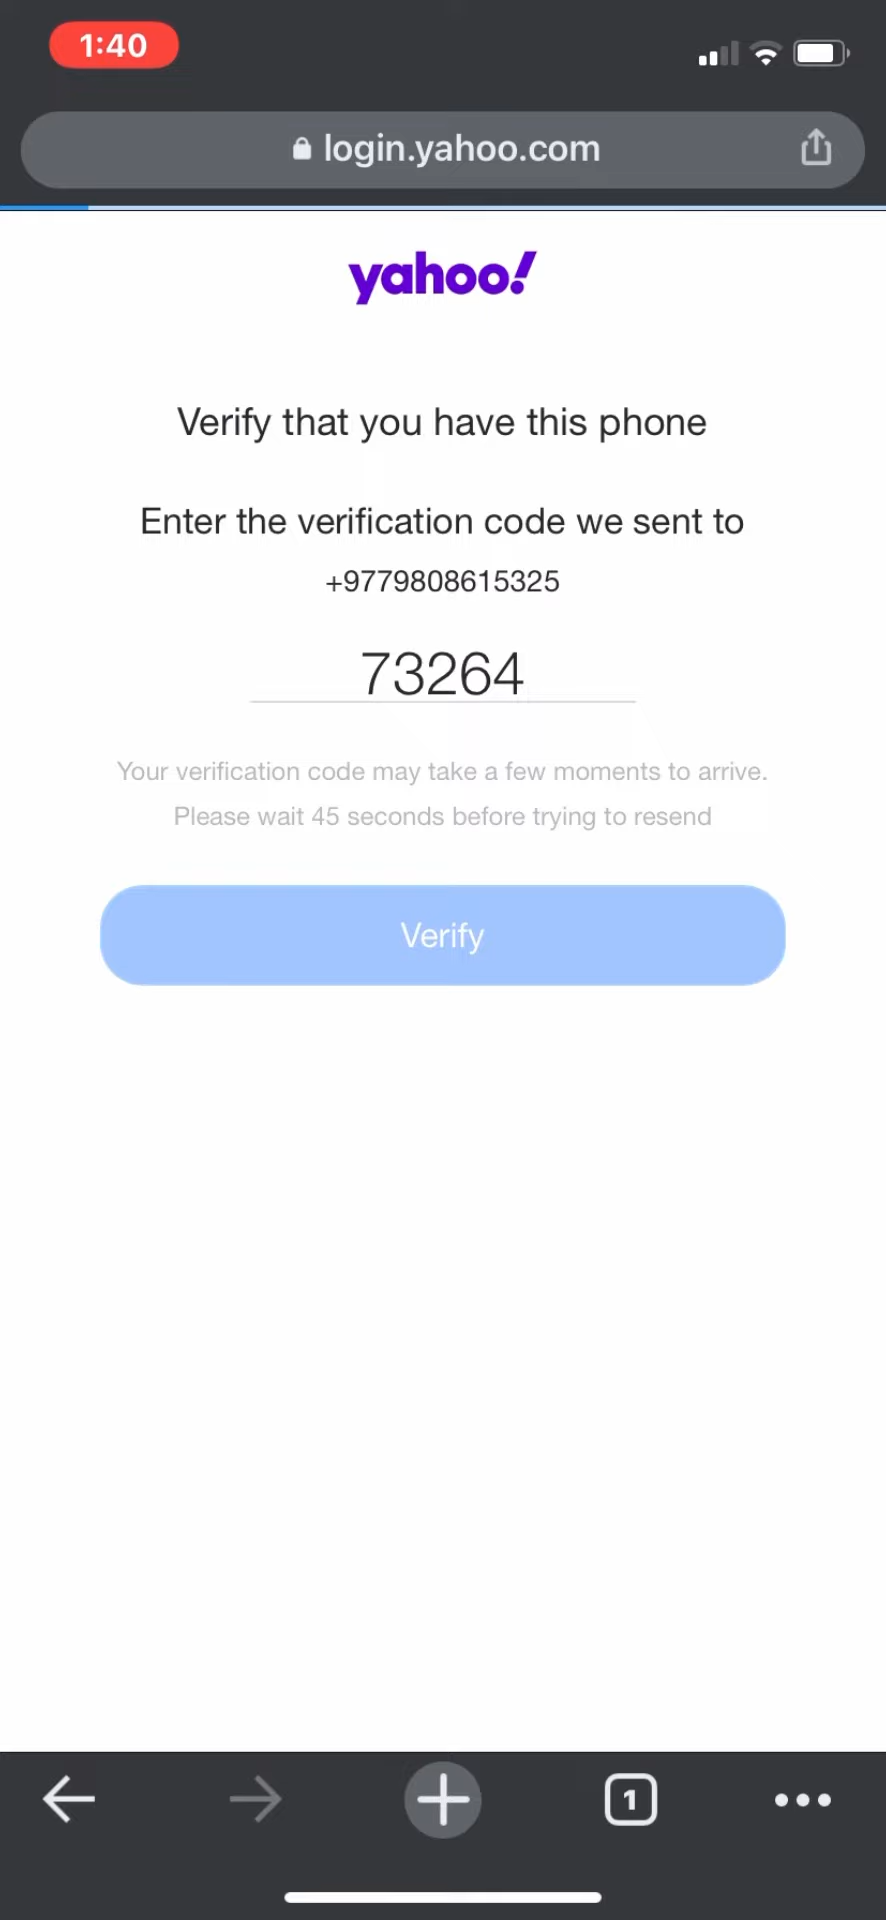 1:40
login.yahoo.com
yahoo!
Verify that you have this phone
Enter the verification code we sent to
+9779808615325
73264
Your verification code may take a few moments to arrive.
Please wait 45 seconds before trying to resend
Verify
1